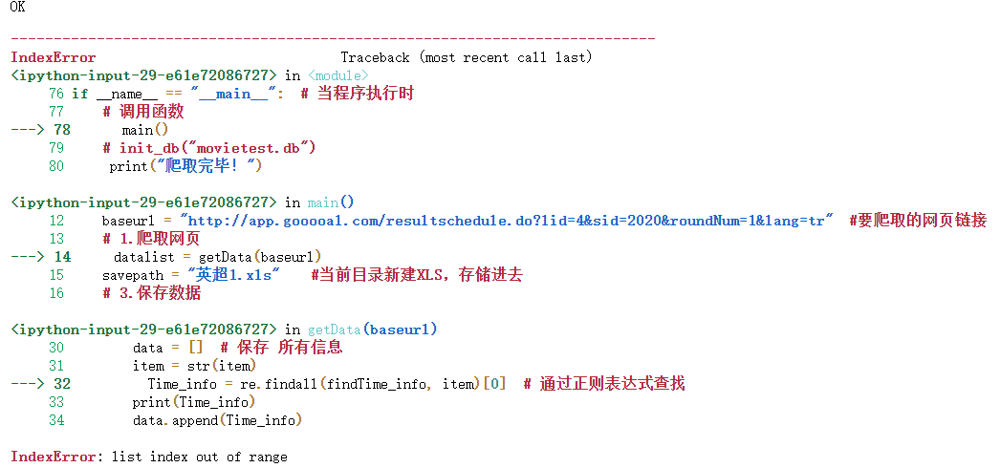 OK
---------------------------------------------------------------------------
IndexError                                Traceback (most recent call last)
<ipython-input-29-e61e72086727> in <module>
     76 if __name__ == "__main__":  # 当程序执行时
     77     # 调用函数
---> 78     main()
     79     # init_db("movietest.db")
     80     print("爬取完毕！")
<ipython-input-29-e61e72086727> in main()
     12     baseurl = "http://app.gooooal.com/resultschedule.do?lid=4&sid=2020&roundNum=1&lang=tr"  #要爬取的网页链接
     13     # 1.爬取网页
---> 14     datalist = getData(baseurl)
     15     savepath = "英超1.xls"    #当前目录新建XLS，存储进去
     16     # 3.保存数据
<ipython-input-29-e61e72086727> in getData(baseurl)
     30         data = []  # 保存 所有信息
     31         item = str(item)
---> 32         Time_info = re.findall(findTime_info, item)[0]  # 通过正则表达式查找
     33         print(Time_info)
     34         data.append(Time_info)
IndexError: list index out of range